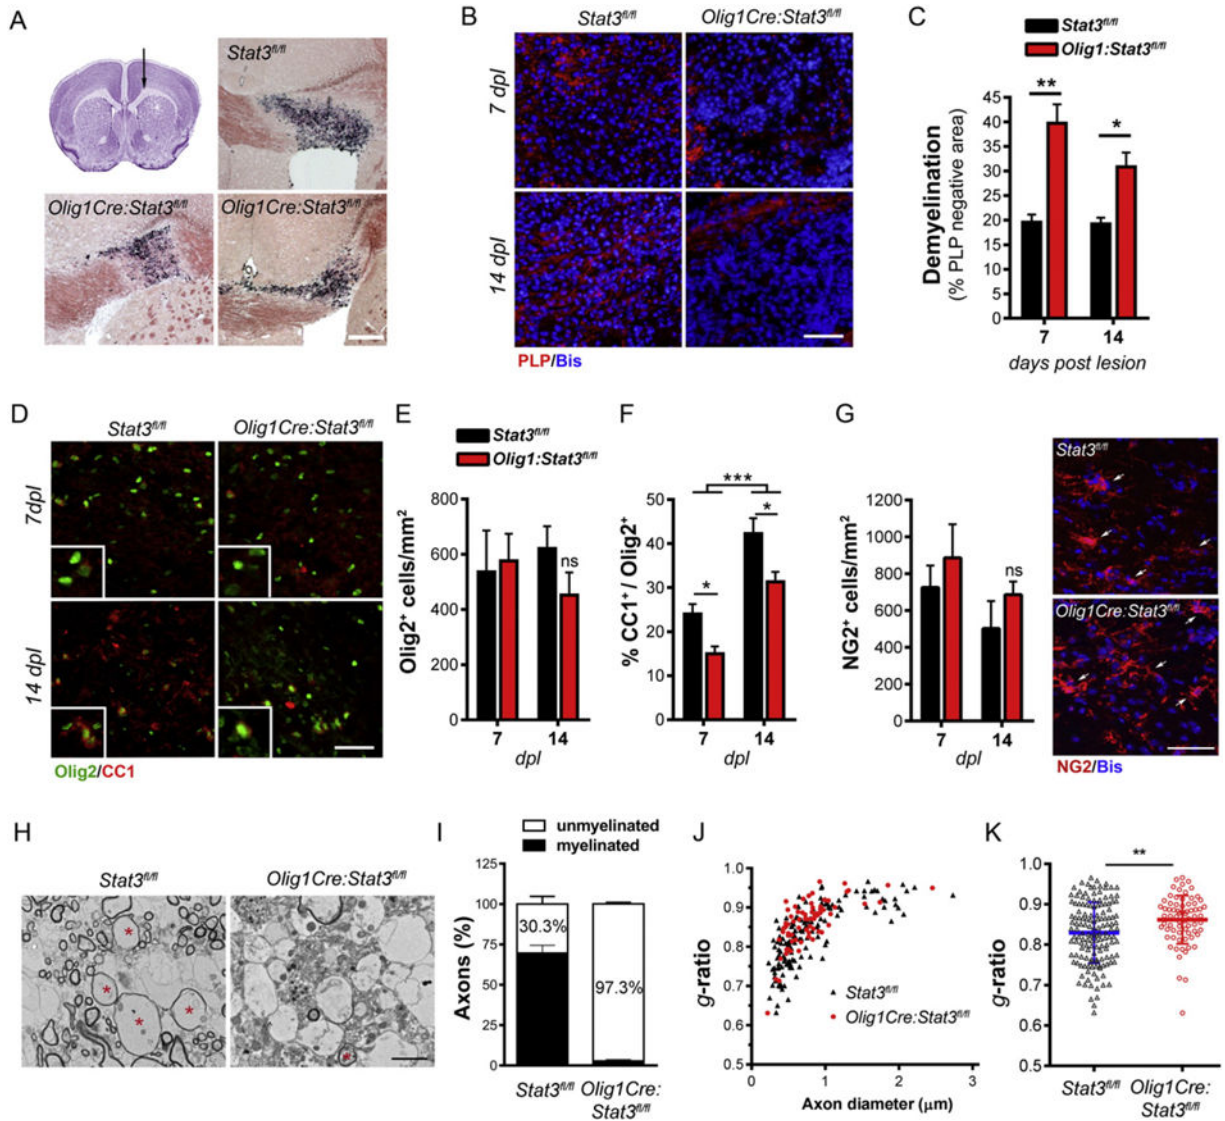 A
Stat3fl/fl
Olig1Cre:Stat3fl/fl
Olig1Cre:Stat3fl/fl
B
Stat3fl/fl
Olig1Cre:Stat3fl/fl
7 dpl
14 dpl
PLP/Bis
C
Stat3fl/fl
Olig1:Stat3fl/fl
Demyelination
(% PLP negative area)
45
40
35
30
25
20
15
10
5
0
**
*
7
14
days post lesion
D
Stat3fl/fl
Olig1Cre:Stat3fl/fl
7dpl
14 dpl
Olig2/CC1
E
Stat3fl/fl
Olig1:Stat3fl/fl
Olig2+ cells/mm2
800
600
400
200
0
ns
7
14
dpl
F
% CC1+ / Olig2+
50
40
30
20
10
0
***
*
*
7
14
dpl
G
NG2+ cells/mm2
1200
1000
800
600
400
200
0
ns
7
14
dpl
Stat3fl/fl
Olig1Cre:Stat3fl/fl
NG2/Bis
H
Stat3fl/fl
Olig1Cre:Stat3fl/fl
* * * * *
I
unmyelinated
myelinated
Axons (%)
125
100
75
50
25
0
30.3%
97.3%
Stat3fl/fl
Olig1Cre:
Stat3fl/fl
J
g-ratio
1.0
0.9
0.8
0.7
0.6
0.5
Stat3fl/fl
Olig1Cre:Stat3fl/fl
0
1
2
3
Axon diameter (μm)
K
g-ratio
1.0
0.9
0.8
0.7
0.6
0.5
**
Stat3fl/fl
Olig1Cre:
Stat3fl/fl